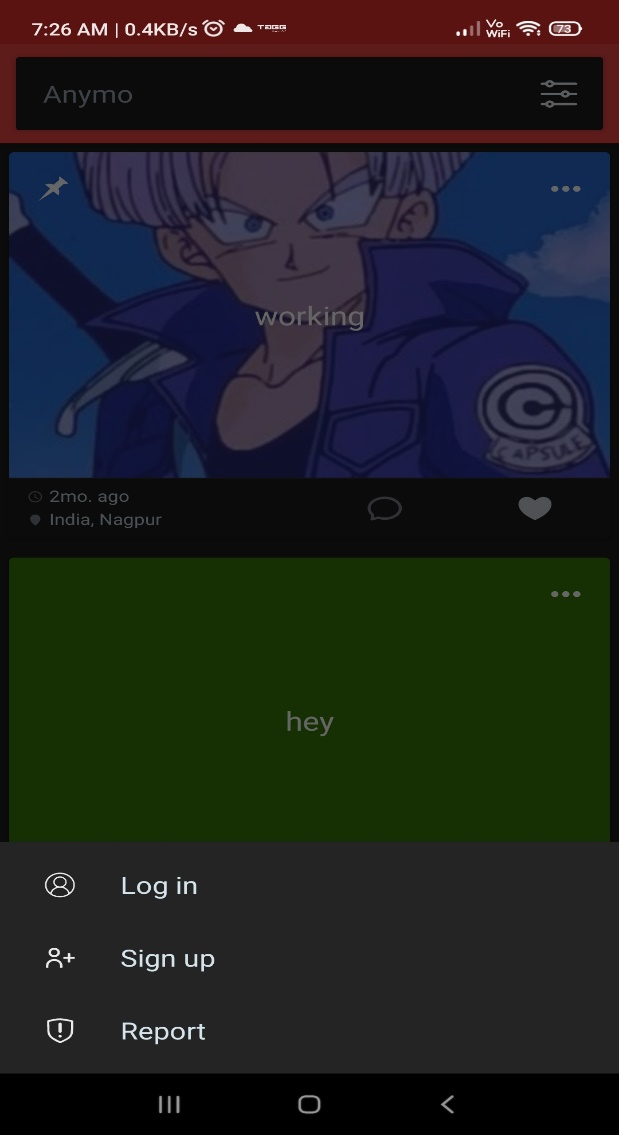 7:26 AM | 0.4KB/s
Vo
WiFi
73
Anymo
working
CAPSULE
2mo. ago
India, Nagpur
hey
Log in
Sign up
Report